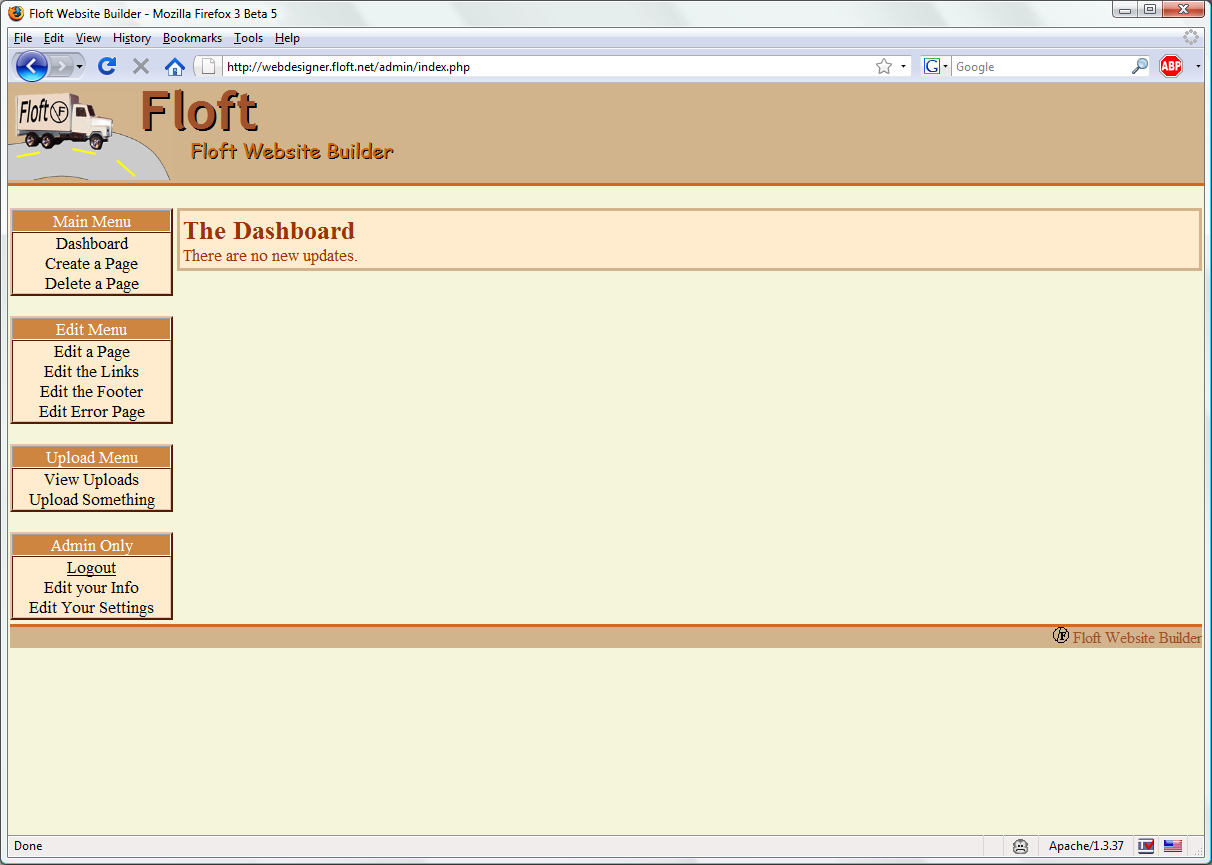 Floft Website Builder - Mozilla Firefox 3 Beta 5
File Edit View History Bookmarks Tools Help
http://webdesigner.floft.net/admin/index.php
G Google
ABP
Floft F
Floft
Floft Website Builder
Main Menu
Dashboard
Create a Page
Delete a Page
The Dashboard
There are no new updates.
Edit Menu
Edit a Page
Edit the Links
Edit the Footer
Edit Error Page
Upload Menu
View Uploads
Upload Something
Admin Only
Logout
Edit your Info
Edit Your Settings
F Floft Website Builder
Done
Apache/1.3.37